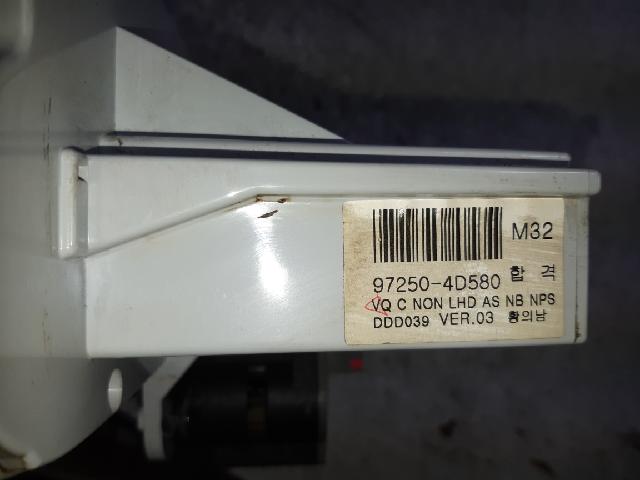 M32
97250-4D580 합 격
VQ C NON LHD AS NB NPS
DDD039 VER.03 황의남